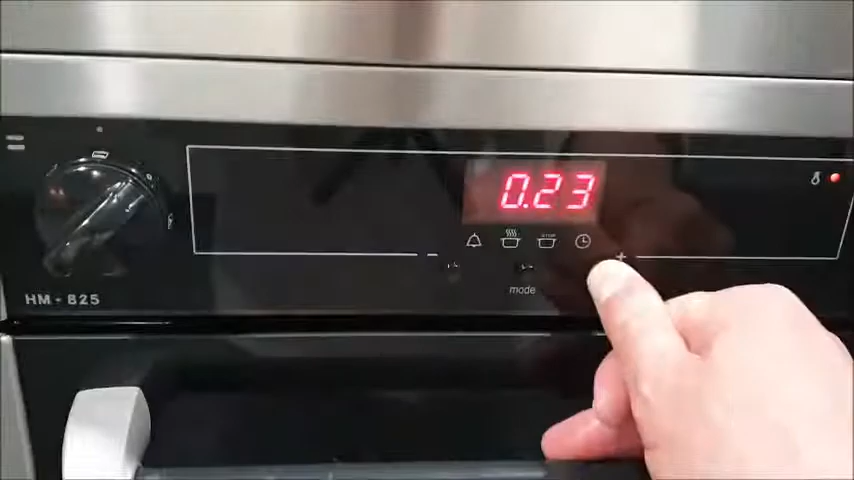 0.23
STOP
- +
mode
HM-825